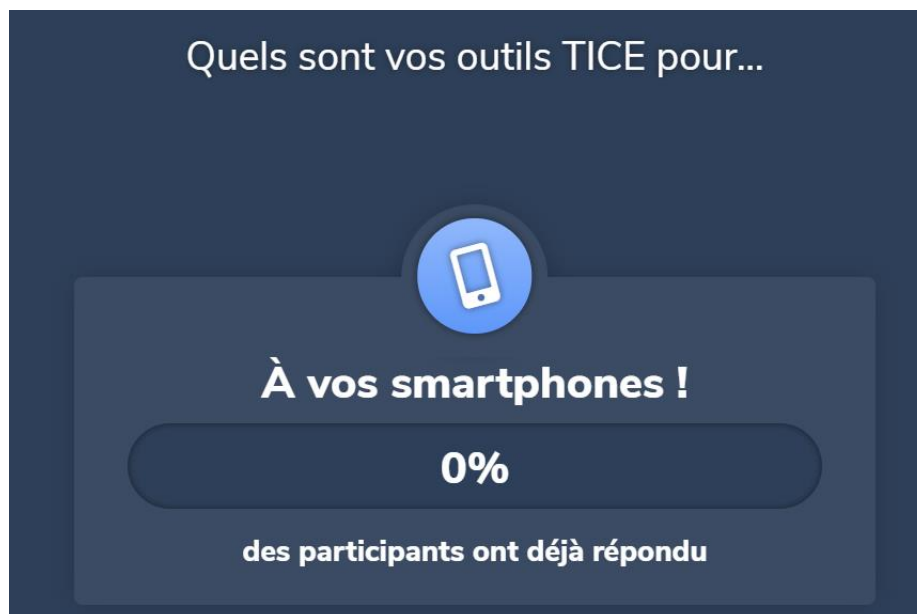 Quels sont vos outils TICE pour...
À vos smartphones !
0%
des participants ont déjà répondu